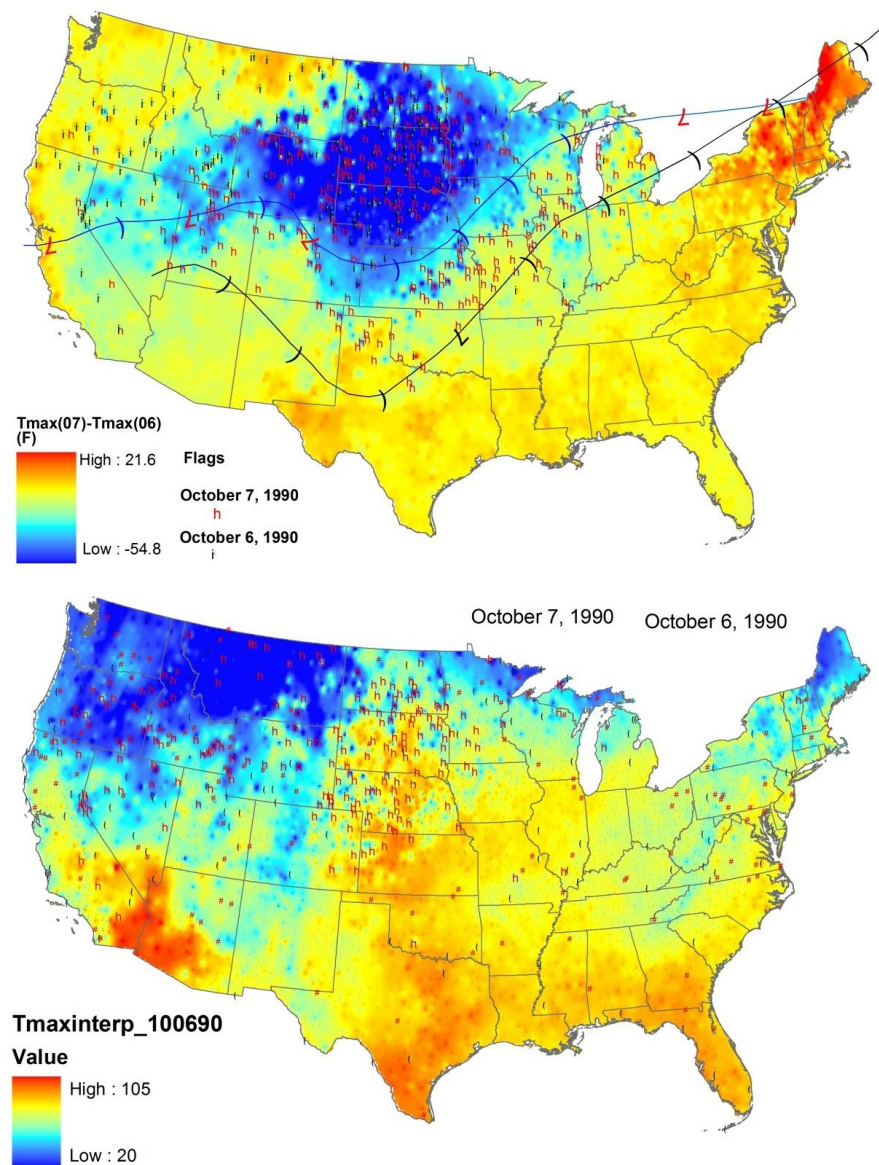 Tmax(07)-Tmax(06)
(F)
High : 21.6
Low : -54.8
Flags
October 7, 1990
h
October 6, 1990
i
October 7, 1990 October 6, 1990
Tmaxinterp_100690
Value
High : 105
Low : 20